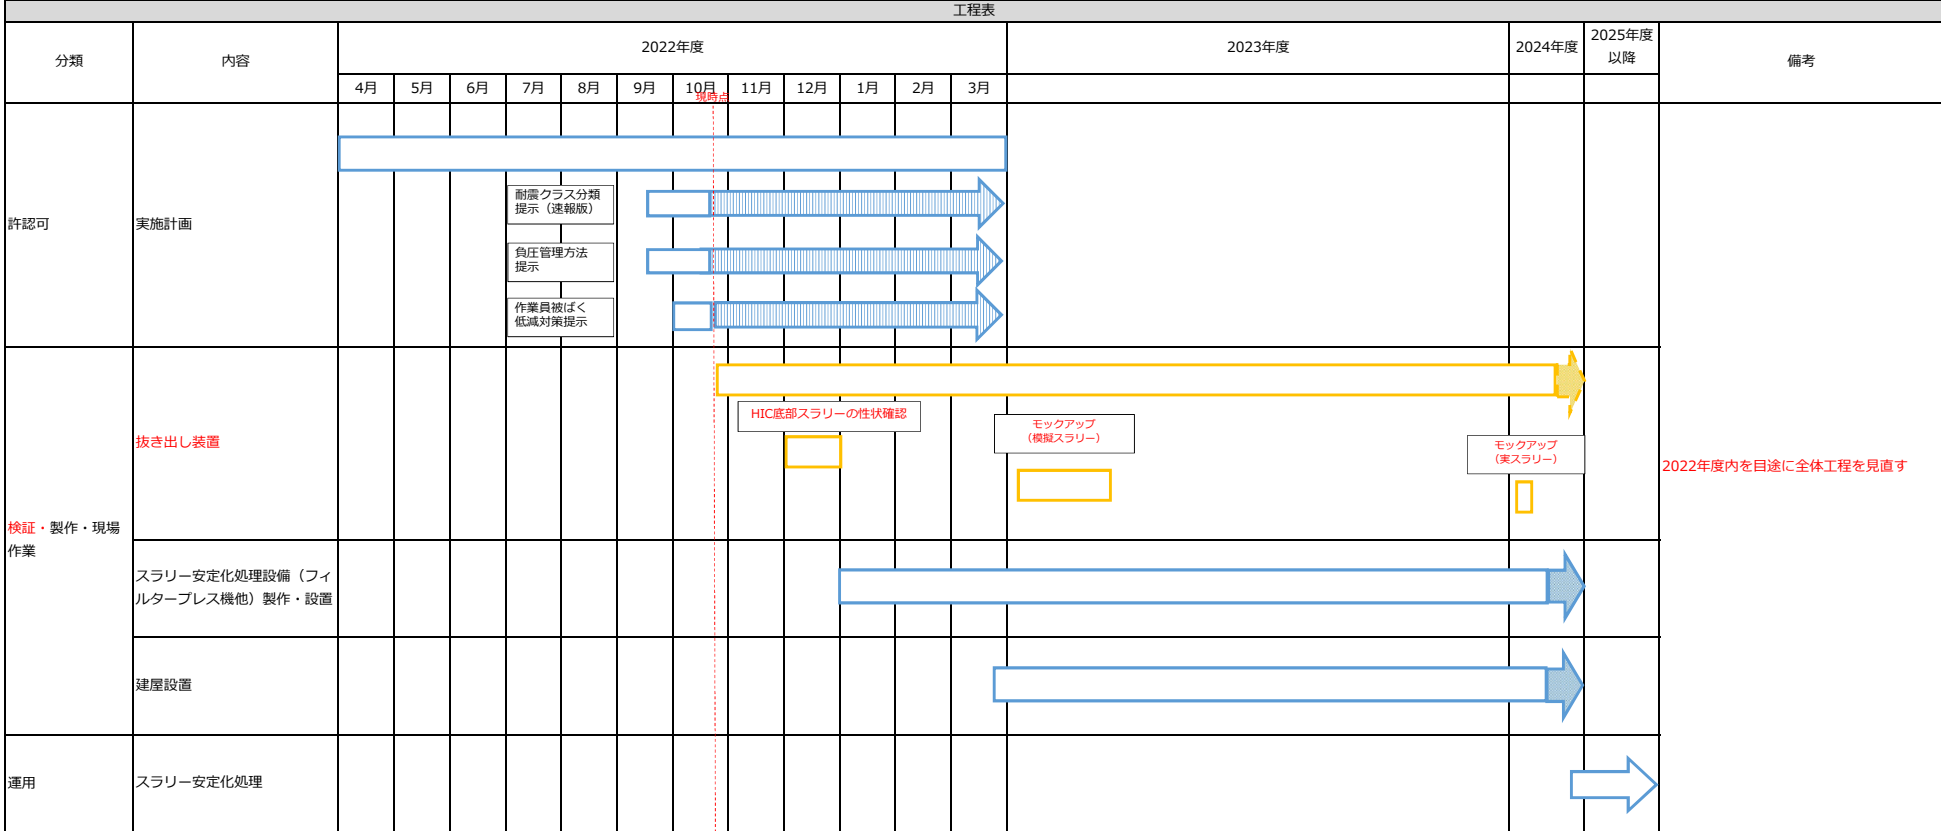 工程表
分類
内容
2022年度
2023年度
2024年度
2025年度
以降
備考
4月
5月
6月
7月
8月
9月
10月
11月
12月
1月
2月
3月
現時点
許認可
実施計画
耐震クラス分類
提示（速報版）
負圧管理方法
提示
作業員被ばく
低減対策提示
検証・製作・現場
作業
抜き出し装置
HIC底部スラリーの性状確認
モックアップ
（模擬スラリー）
モックアップ
（実スラリー）
2022年度内を目途に全体工程を見直す
スラリー安定化処理設備（フィ
ルタープレス機他）製作・設置
建屋設置
運用
スラリー安定化処理